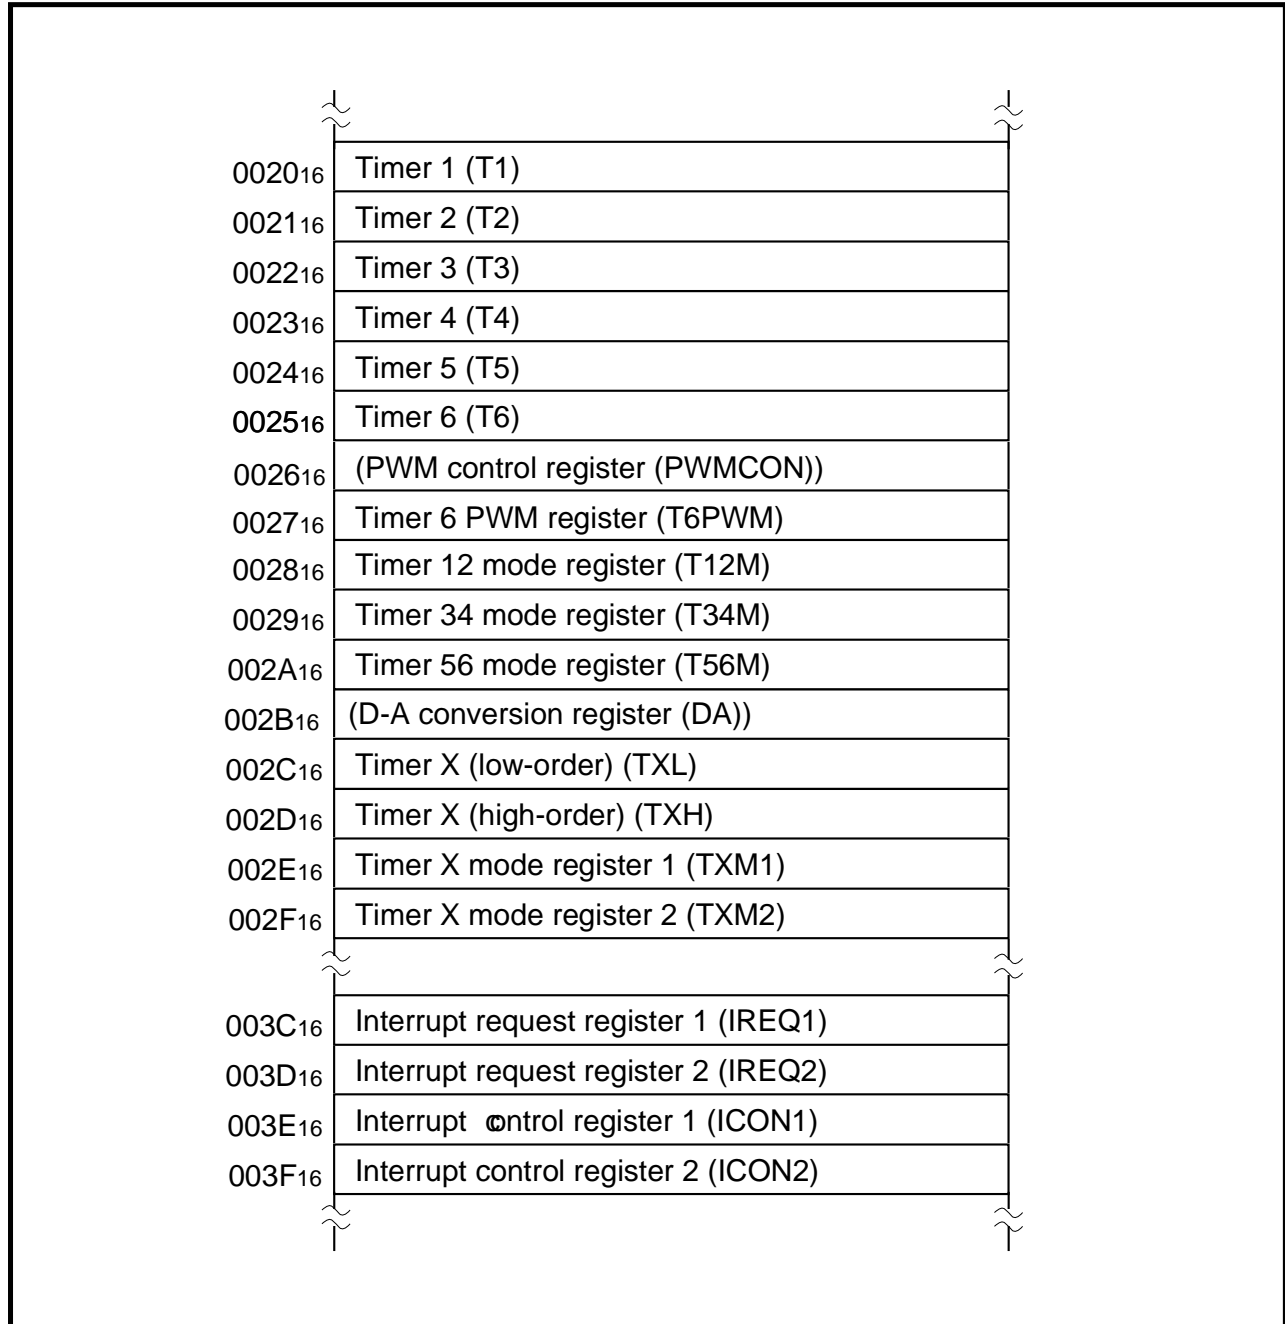 002016 Timer 1 (T1)
002116 Timer 2 (T2)
002216 Timer 3 (T3)
002316 Timer 4 (T4)
002416 Timer 5 (T5)
002516 Timer 6 (T6)
002616 (PWM control register (PWMCON))
002716 Timer 6 PWM register (T6PWM)
002816 Timer 12 mode register (T12M)
002916 Timer 34 mode register (T34M)
002A16 Timer 56 mode register (T56M)
002B16 (D-A conversion register (DA))
002C16 Timer X (low-order) (TXL)
002D16 Timer X (high-order) (TXH)
002E16 Timer X mode register 1 (TXM1)
002F16 Timer X mode register 2 (TXM2)
003C16 Interrupt request register 1 (IREQ1)
003D16 Interrupt request register 2 (IREQ2)
003E16 Interrupt control register 1 (ICON1)
003F16 Interrupt control register 2 (ICON2)